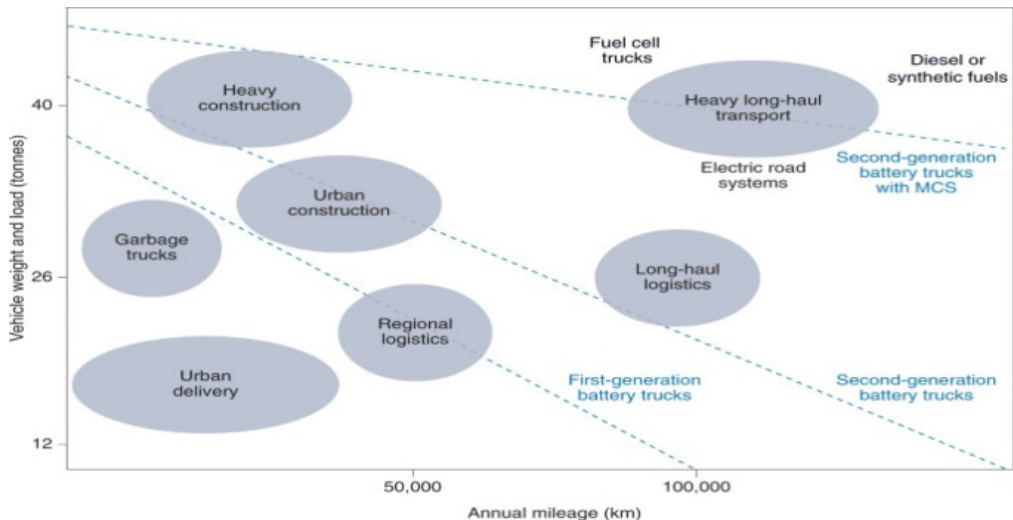 Fuel cell
trucks
Diesel or
synthetic fuels
Heavy
construction
Heavy long-haul
transport
40
Second-generation
battery trucks
with MCS
Electric road
systems
Urban
construction
Garbage
trucks
Vehicle weight and load (tonnes)
26
Long-haul
logistics
Regional
logistics
Urban
delivery
First-generation
battery trucks
Second-generation
battery trucks
12
50,000
100,000
Annual mileage (km)